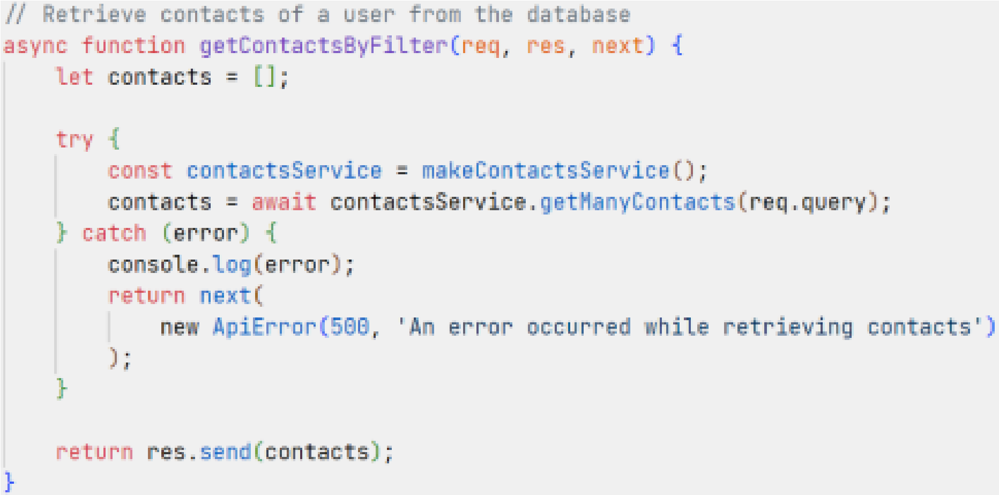 // Retrieve contacts of a user from the database
async function getContactsByFilter(req, res, next) {
    let contacts = [];

    try {
        const contactsService = makeContactsService();
        contacts = await contactsService.getManyContacts(req.query);
    } catch (error) {
        console.log(error);
        return next(
            new ApiError(500, 'An error occurred while retrieving contacts')
        );
    }

    return res.send(contacts);
}